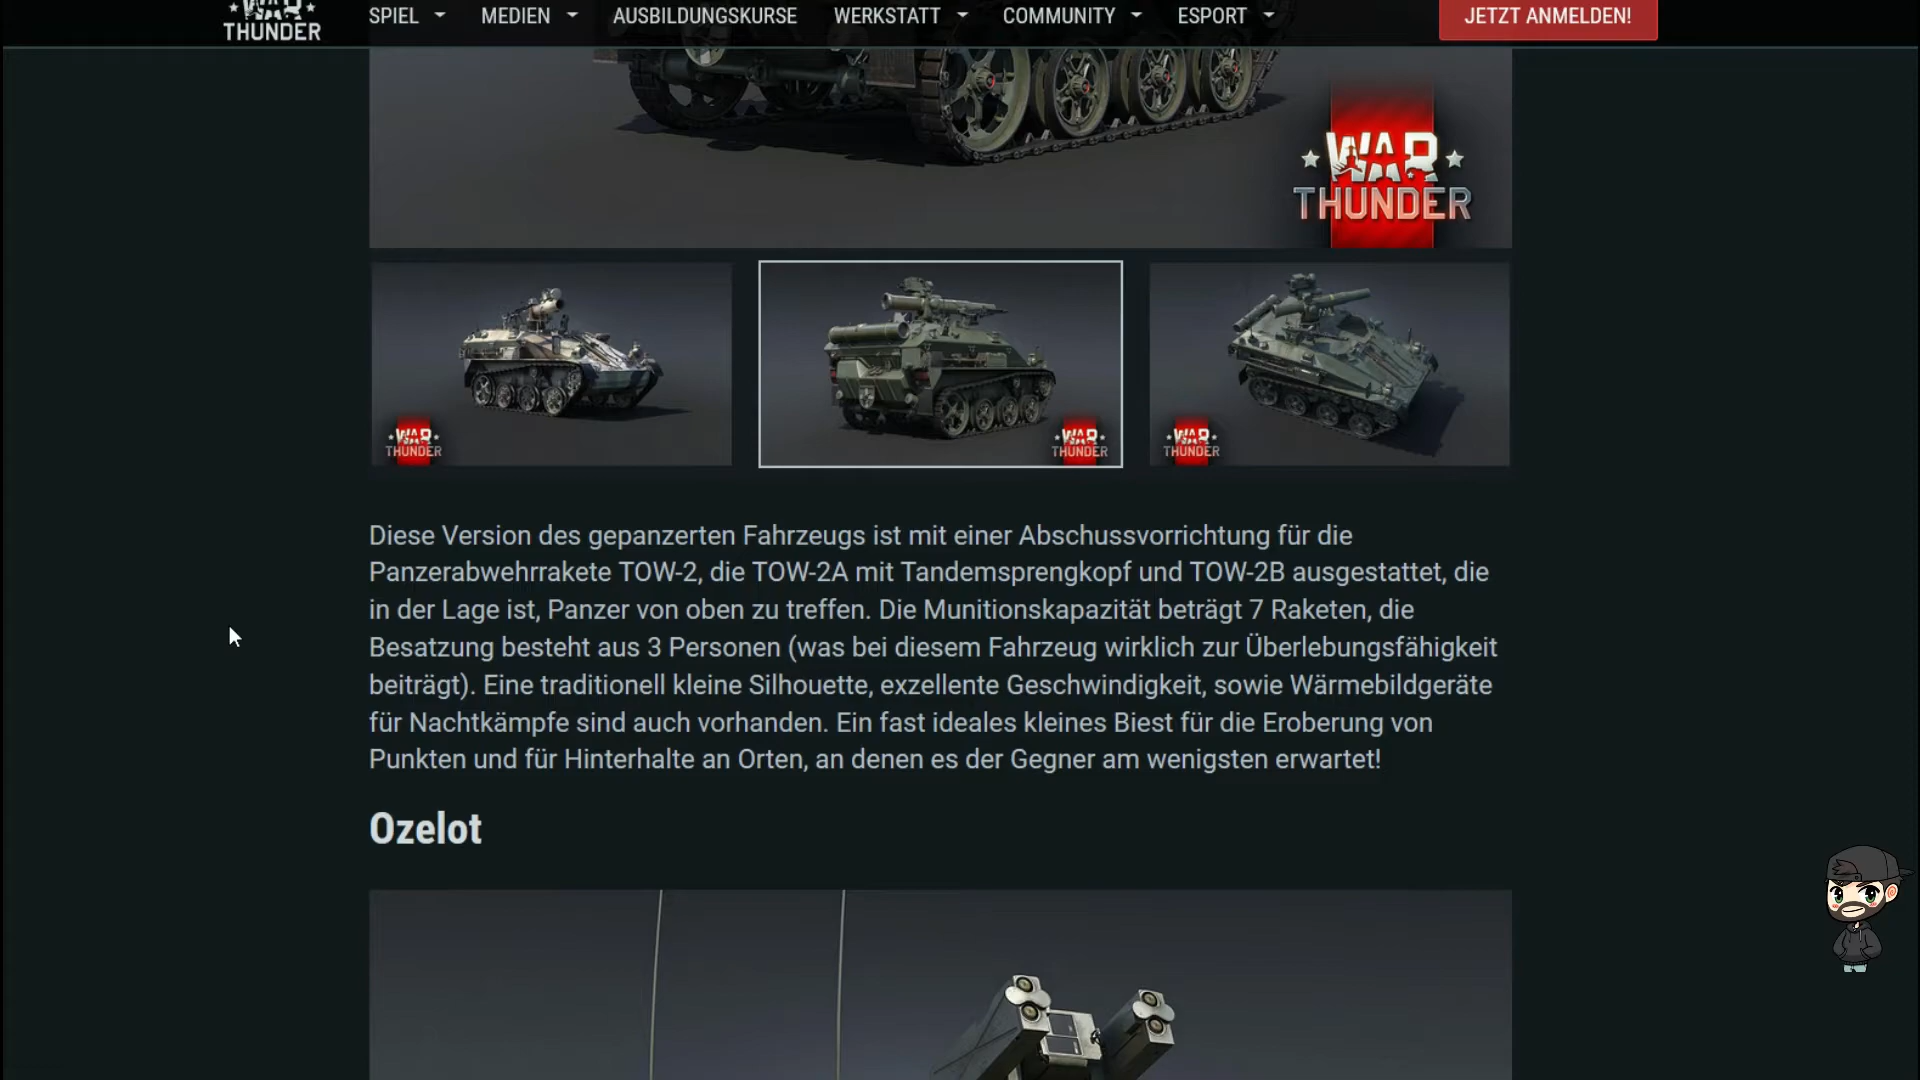 WAR
THUNDER
SPIEL
MEDIEN
AUSBILDUNGSKURSE
WERKSTATT
COMMUNITY
ESPORT
JETZT ANMELDEN!
WAR
THUNDER
WAR
THUNDER
WAR
THUNDER
WAR
THUNDER
Diese Version des gepanzerten Fahrzeugs ist mit einer Abschussvorrichtung für die
Panzerabwehrrakete TOW-2, die TOW-2A mit Tandemsprengkopf und TOW-2B ausgestattet, die
in der Lage ist, Panzer von oben zu treffen. Die Munitionskapazität beträgt 7 Raketen, die
Besatzung besteht aus 3 Personen (was bei diesem Fahrzeug wirklich zur Überlebungsfähigkeit
beiträgt). Eine traditionell kleine Silhouette, exzellente Geschwindigkeit, sowie Wärmebildgeräte
für Nachtkämpfe sind auch vorhanden. Ein fast ideales kleines Biest für die Eroberung von
Punkten und für Hinterhalte an Orten, an denen es der Gegner am wenigsten erwartet!
Ozelot